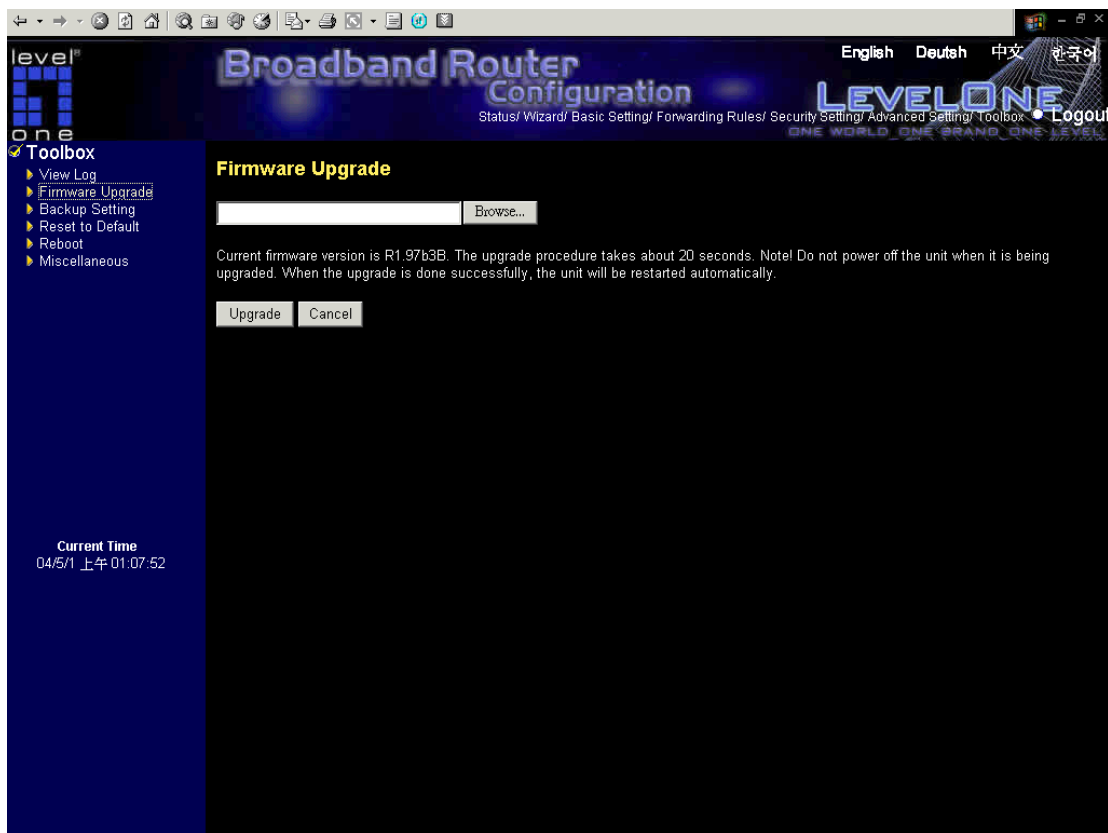 level®
one
Broadband Router
Configuration
English Deutsh 中文 한국어
LEVELONE
Status/ Wizard/ Basic Setting/ Forwarding Rules/ Security Setting/ Advanced Setting/ Toolbox Logout
ONE WORLD_ONE BRAND_ONE LEVEL
Toolbox
View Log
Firmware Upgrade
Backup Setting
Reset to Default
Reboot
Miscellaneous
Current Time
04/5/1 上午 01:07:52
Firmware Upgrade
Browse...
Current firmware version is R1.97b3B. The upgrade procedure takes about 20 seconds. Note! Do not power off the unit when it is being
upgraded. When the upgrade is done successfully, the unit will be restarted automatically.
Upgrade Cancel